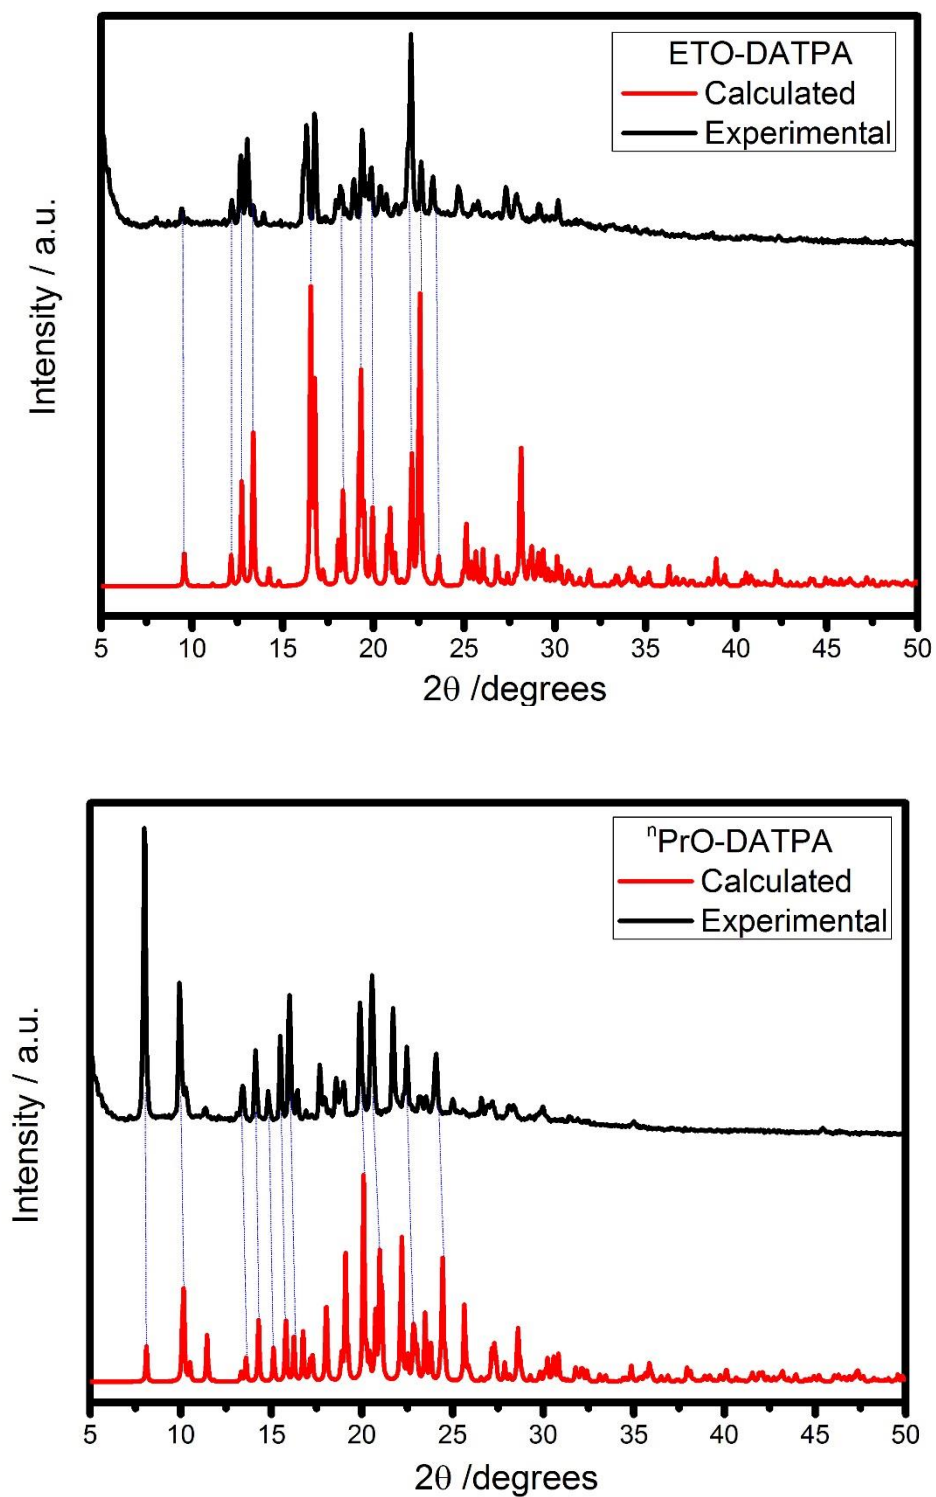 ETO-DATPA
Calculated
Experimental
Intensity / a.u.
5 10 15 20 25 30 35 40 45 50
2θ /degrees
ⁿPrO-DATPA
Calculated
Experimental
Intensity / a.u.
5 10 15 20 25 30 35 40 45 50
2θ /degrees